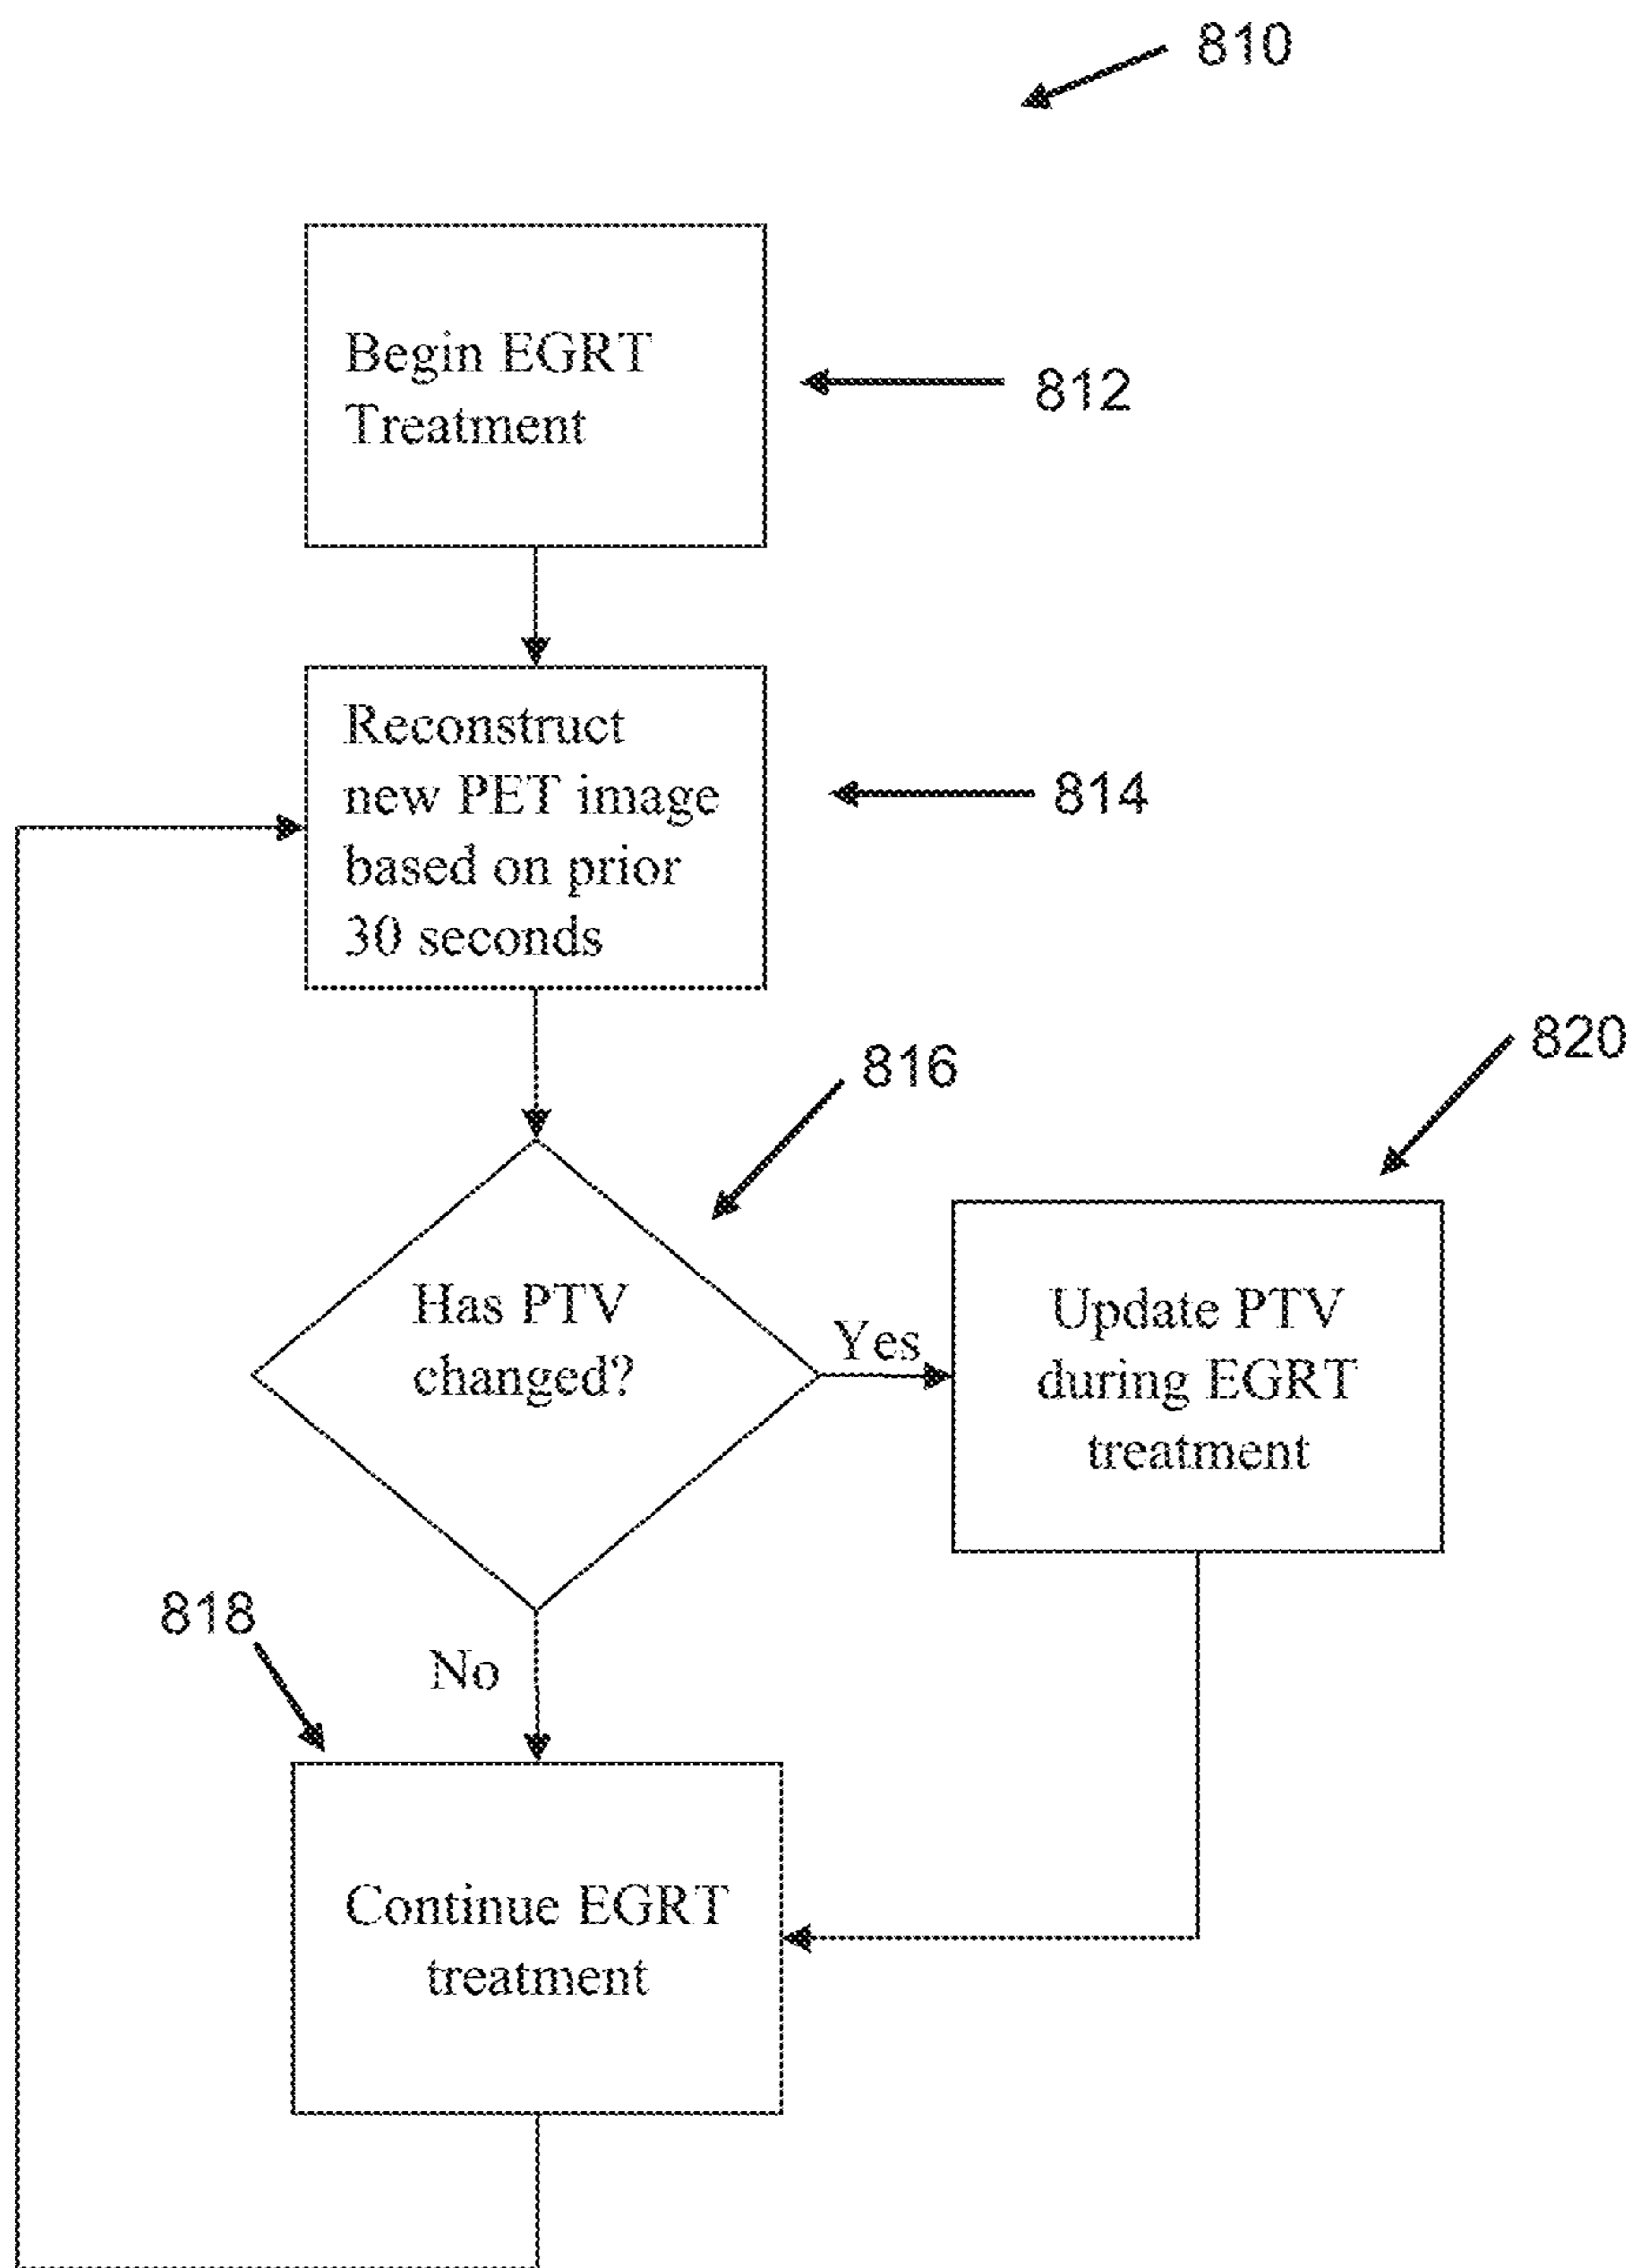 810
Begin EGRT
Treatment
812
Reconstruct
new PET image
based on prior
30 seconds
814
816
820
Has PTV
changed?
Yes
Update PTV
during EGRT
treatment
818
No
Continue EGRT
treatment